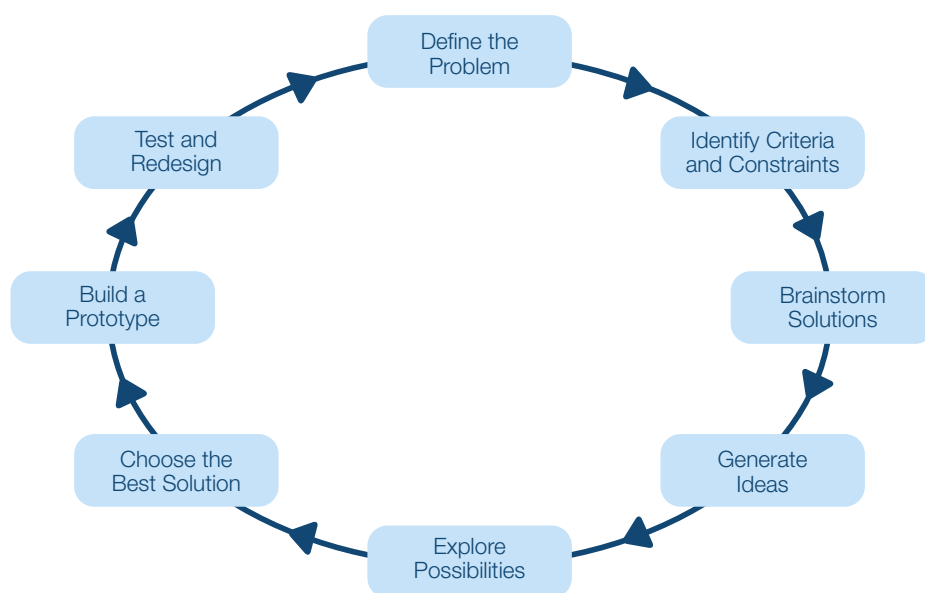 Define the
Problem
Identify Criteria
and Constraints
Brainstorm
Solutions
Generate
Ideas
Explore
Possibilities
Choose the
Best Solution
Build a
Prototype
Test and
Redesign